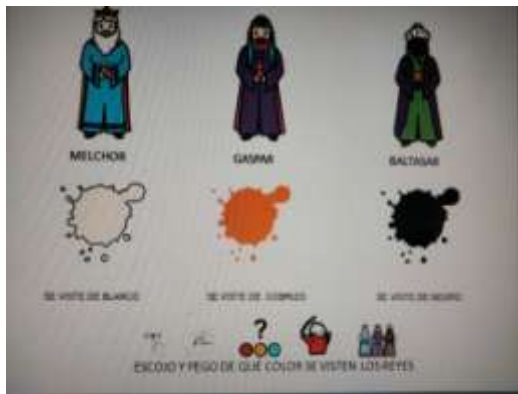 MELCHOR
GASPAR
BALTASAR
SE VISTE DE BLANCO
SE VISTE DE
SE VISTE DE NEGRO
?
ESCOJO Y PEGO DE QUÉ COLOR SE VISTEN LOS REYES